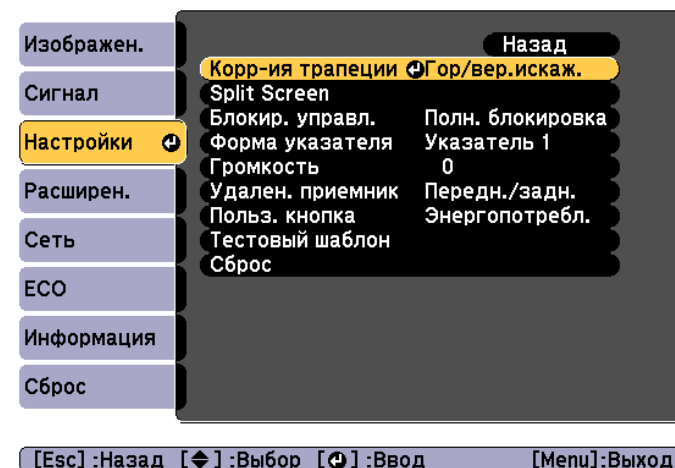 Изображен.
Сигнал
Настройки
Расширен.
Сеть
ECO
Информация
Сброс
Назад
Корр-ия трапеции Гор/вер.искаж.
Split Screen
Блокир. управл. Полн. блокировка
Форма указателя Указатель 1
Громкость 0
Удален. приемник Передн./задн.
Польз. кнопка Энергопотребл.
Тестовый шаблон
Сброс
[Esc] :Назад [◆] :Выбор [↵] :Ввод [Menu]:Выход